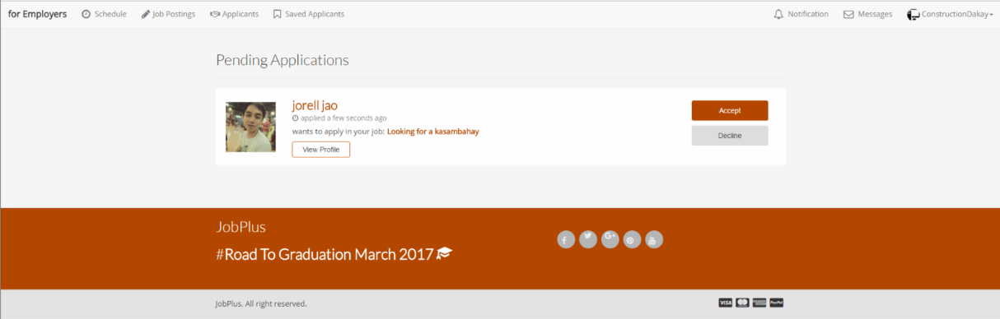 for Employers Schedule Job Postings Applicants Saved Applicants Notification Messages ConstructionDakay
Pending Applications
jorell jao
applied a few seconds ago
wants to apply in your job: Looking for a kasambahay
View Profile
Accept
Decline
JobPlus
#Road To Graduation March 2017
JobPlus. All right reserved.
VISA PayPal